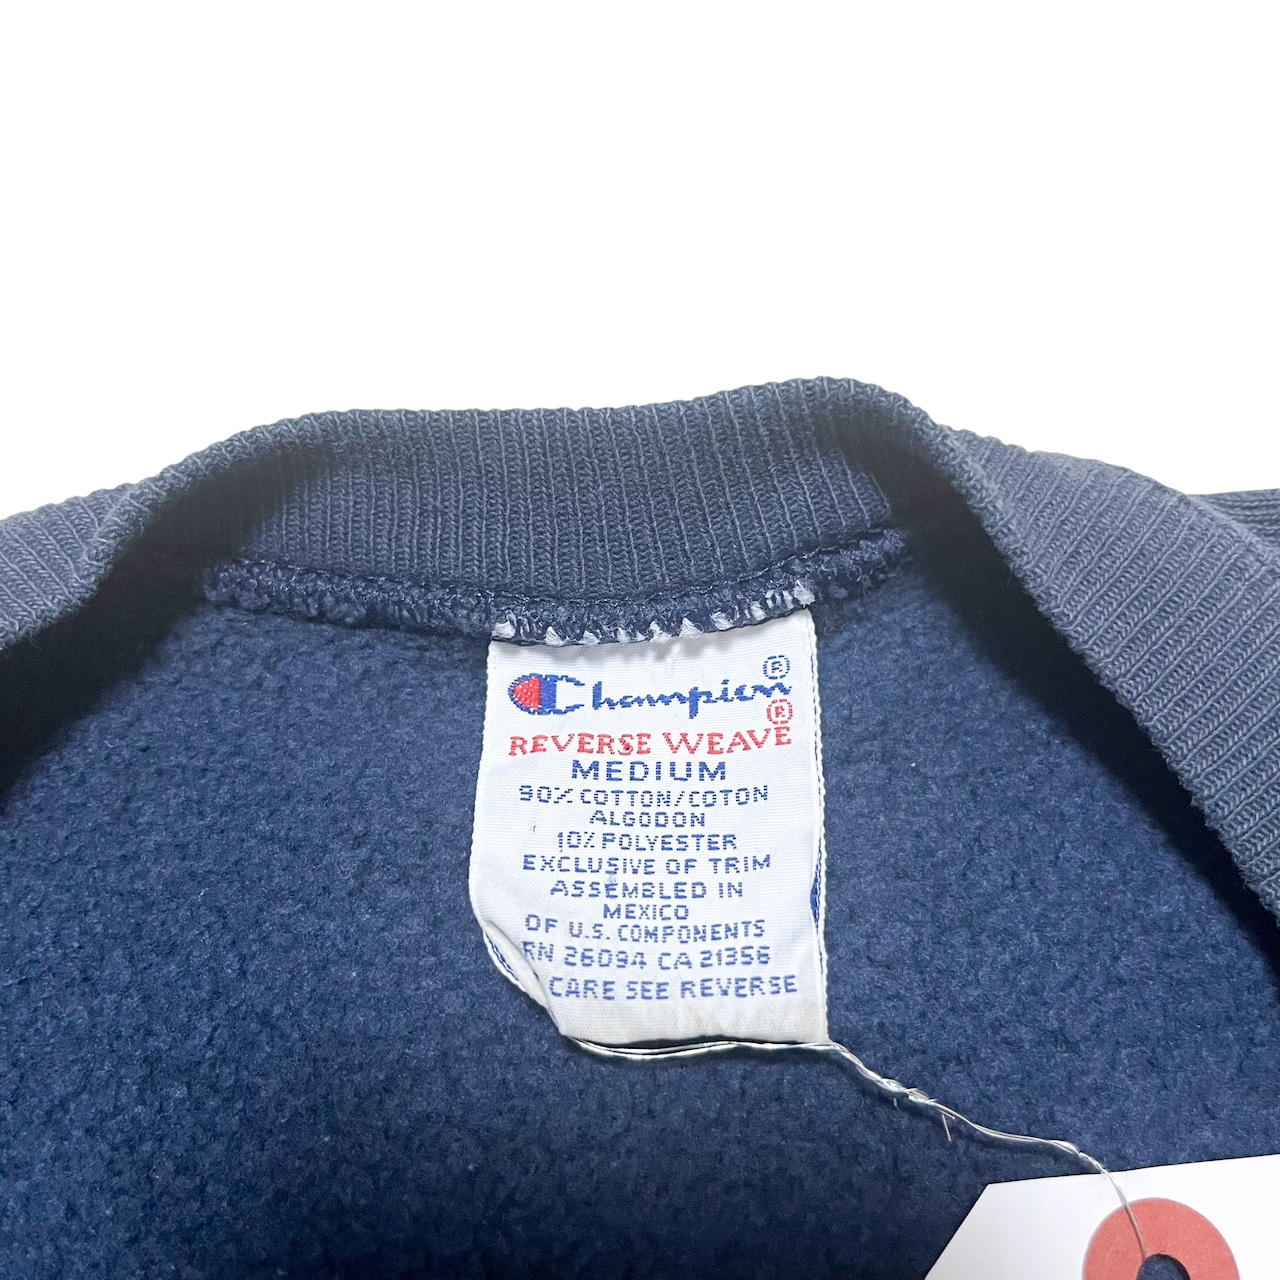 Champion®
REVERSE WEAVE®
MEDIUM
90% COTTON/COTON
ALGODON
10% POLYESTER
EXCLUSIVE OF TRIM
ASSEMBLED IN
MEXICO
OF U.S. COMPONENTS
RN 26094 CA 21356
CARE SEE REVERSE